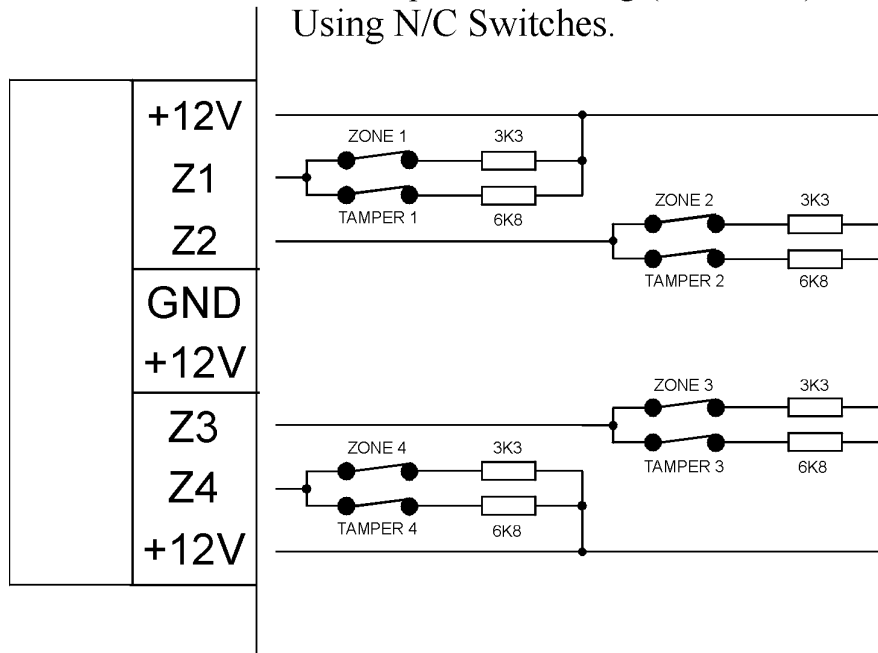 Using N/C Switches.
+12V
Z1
Z2
GND
+12V
Z3
Z4
+12V
ZONE 1 3K3
TAMPER 1 6K8
ZONE 2 3K3
TAMPER 2 6K8
ZONE 3 3K3
TAMPER 3 6K8
ZONE 4 3K3
TAMPER 4 6K8